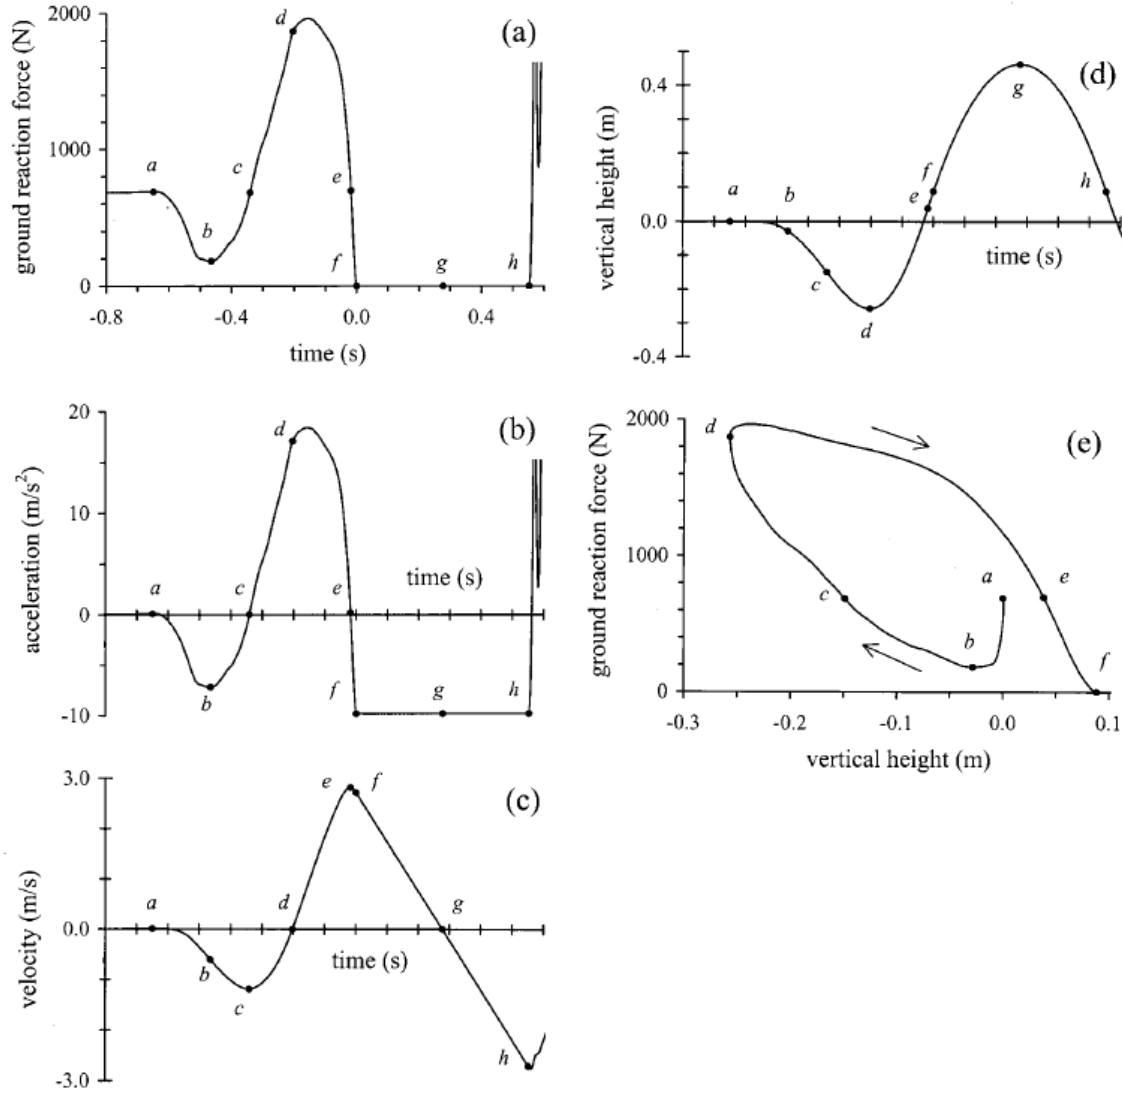 (a)
ground reaction force (N)
2000
1000
0
-0.8
-0.4
0.0
0.4
time (s)
a
b
c
d
e
f
g
h
(b)
acceleration (m/s²)
20
10
0
-10
time (s)
a
b
c
d
e
f
g
h
(c)
velocity (m/s)
3.0
0.0
-3.0
time (s)
a
b
c
d
e
f
g
h
(d)
vertical height (m)
0.4
0.0
-0.4
time (s)
a
b
c
d
e
f
g
h
(e)
ground reaction force (N)
2000
1000
0
-0.3
-0.2
-0.1
0.0
0.1
vertical height (m)
a
b
c
d
e
f